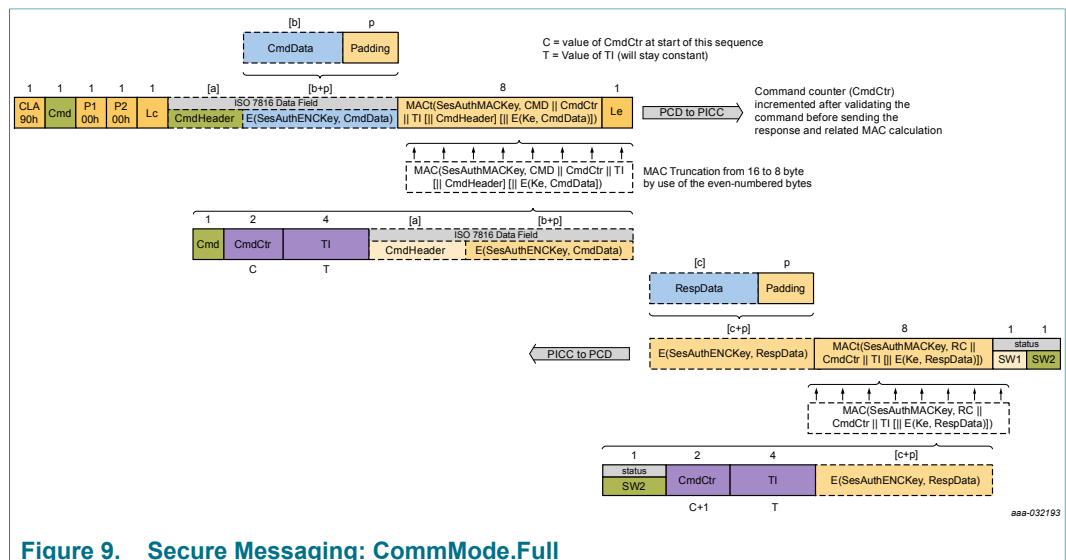 [b] p
CmdData Padding
C = value of CmdCtr at start of this sequence
T = Value of TI (will stay constant)
1 1 1 1 1 [a] [b+p] 8 1
CLA
90h
Cmd
P1
00h
P2
00h
Lc
ISO 7816 Data Field
CmdHeader E(SesAuthENCKey, CmdData)
MACt(SesAuthMACKey, CMD || CmdCtr
|| TI [|| CmdHeader] [|| E(Ke, CmdData)])
Le
PCD to PICC
Command counter (CmdCtr)
incremented after validating the
command before sending the
response and related MAC calculation
MAC(SesAuthMACKey, CMD || CmdCtr || TI
[|| CmdHeader] [|| E(Ke, CmdData])
MAC Truncation from 16 to 8 byte
by use of the even-numbered bytes
1 2 4 [a] [b+p]
Cmd CmdCtr TI
ISO 7816 Data Field
CmdHeader E(SesAuthENCKey, CmdData)
C T
[c] p
RespData Padding
[c+p] 8 1 1
PICC to PCD
E(SesAuthENCKey, RespData)
MACt(SesAuthMACKey, RC ||
CmdCtr || TI [|| E(Ke, RespData)])
status
SW1 SW2
MAC(SesAuthMACKey, RC ||
CmdCtr || TI [|| E(Ke, RespData)])
1 2 4 [c+p]
status
SW2
CmdCtr TI E(SesAuthENCKey, RespData)
C+1 T
aaa-032193
Figure 9. Secure Messaging: CommMode.Full